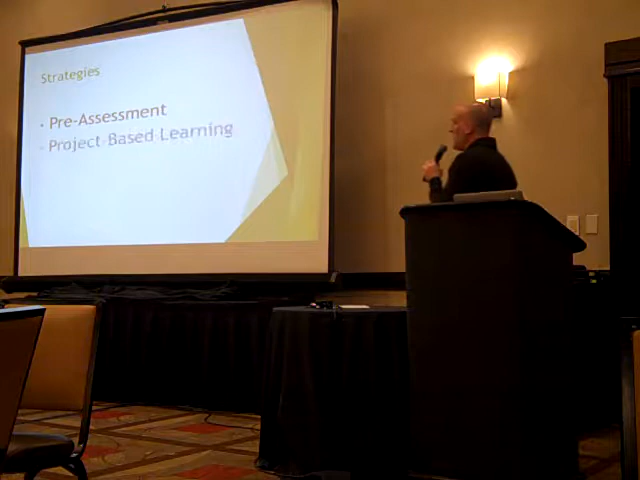 Strategies
• Pre-Assessment
• Project Based Learning